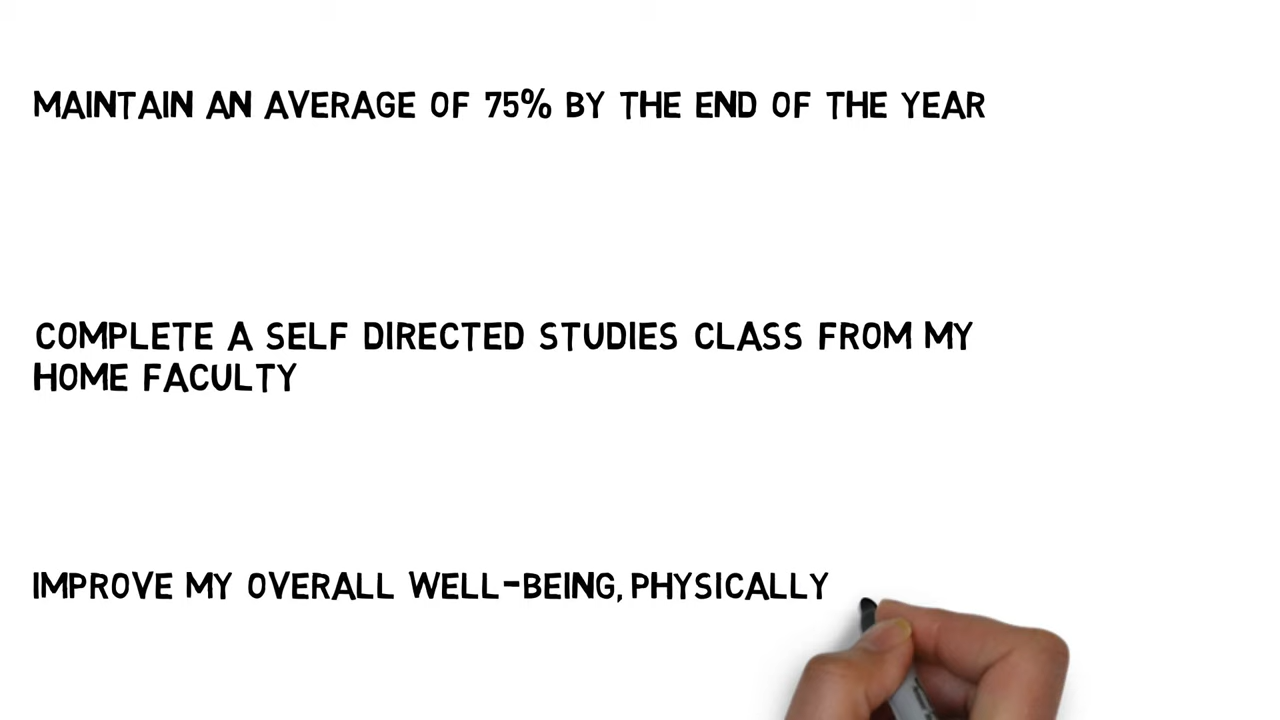 MAINTAIN AN AVERAGE OF 75% BY THE END OF THE YEAR
COMPLETE A SELF DIRECTED STUDIES CLASS FROM MY
HOME FACULTY
IMPROVE MY OVERALL WELL-BEING, PHYSICALLY